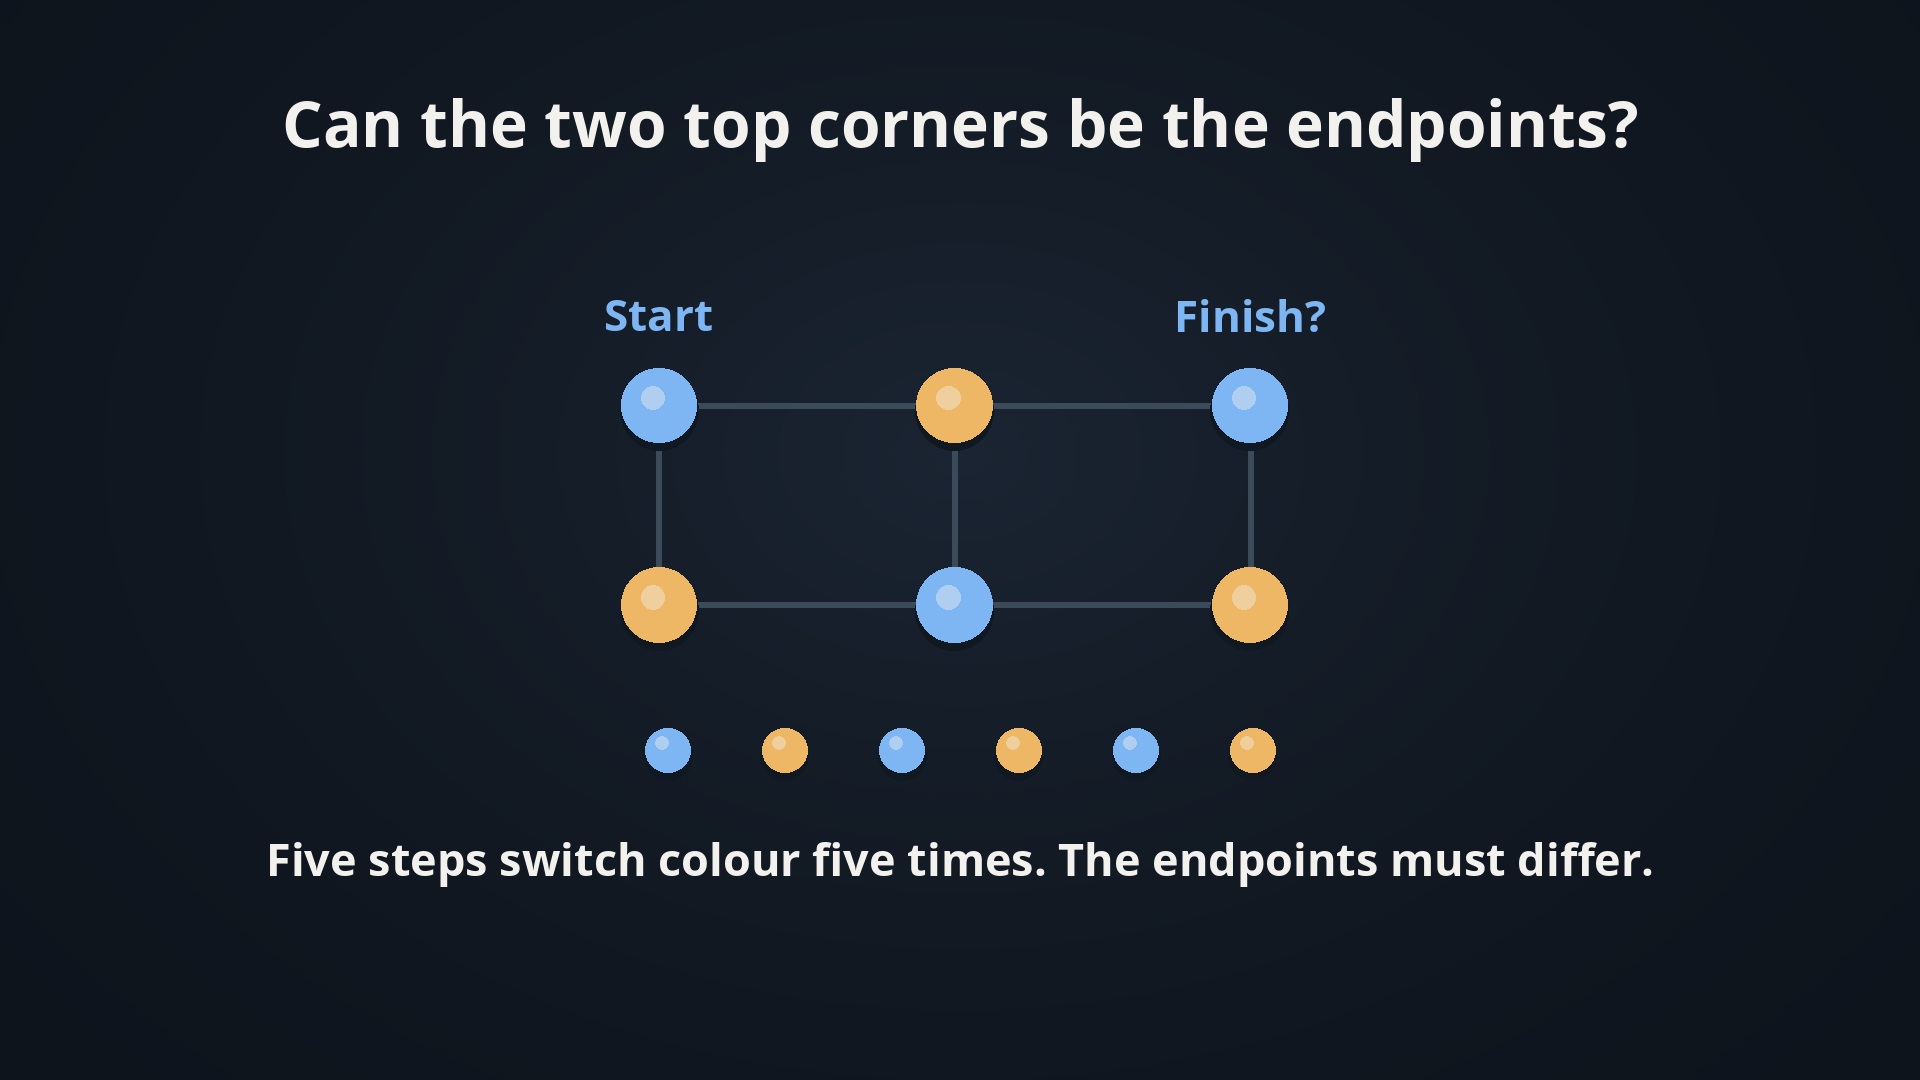 Can the two top corners be the endpoints?
Start
Finish?
Five steps switch colour five times. The endpoints must differ.